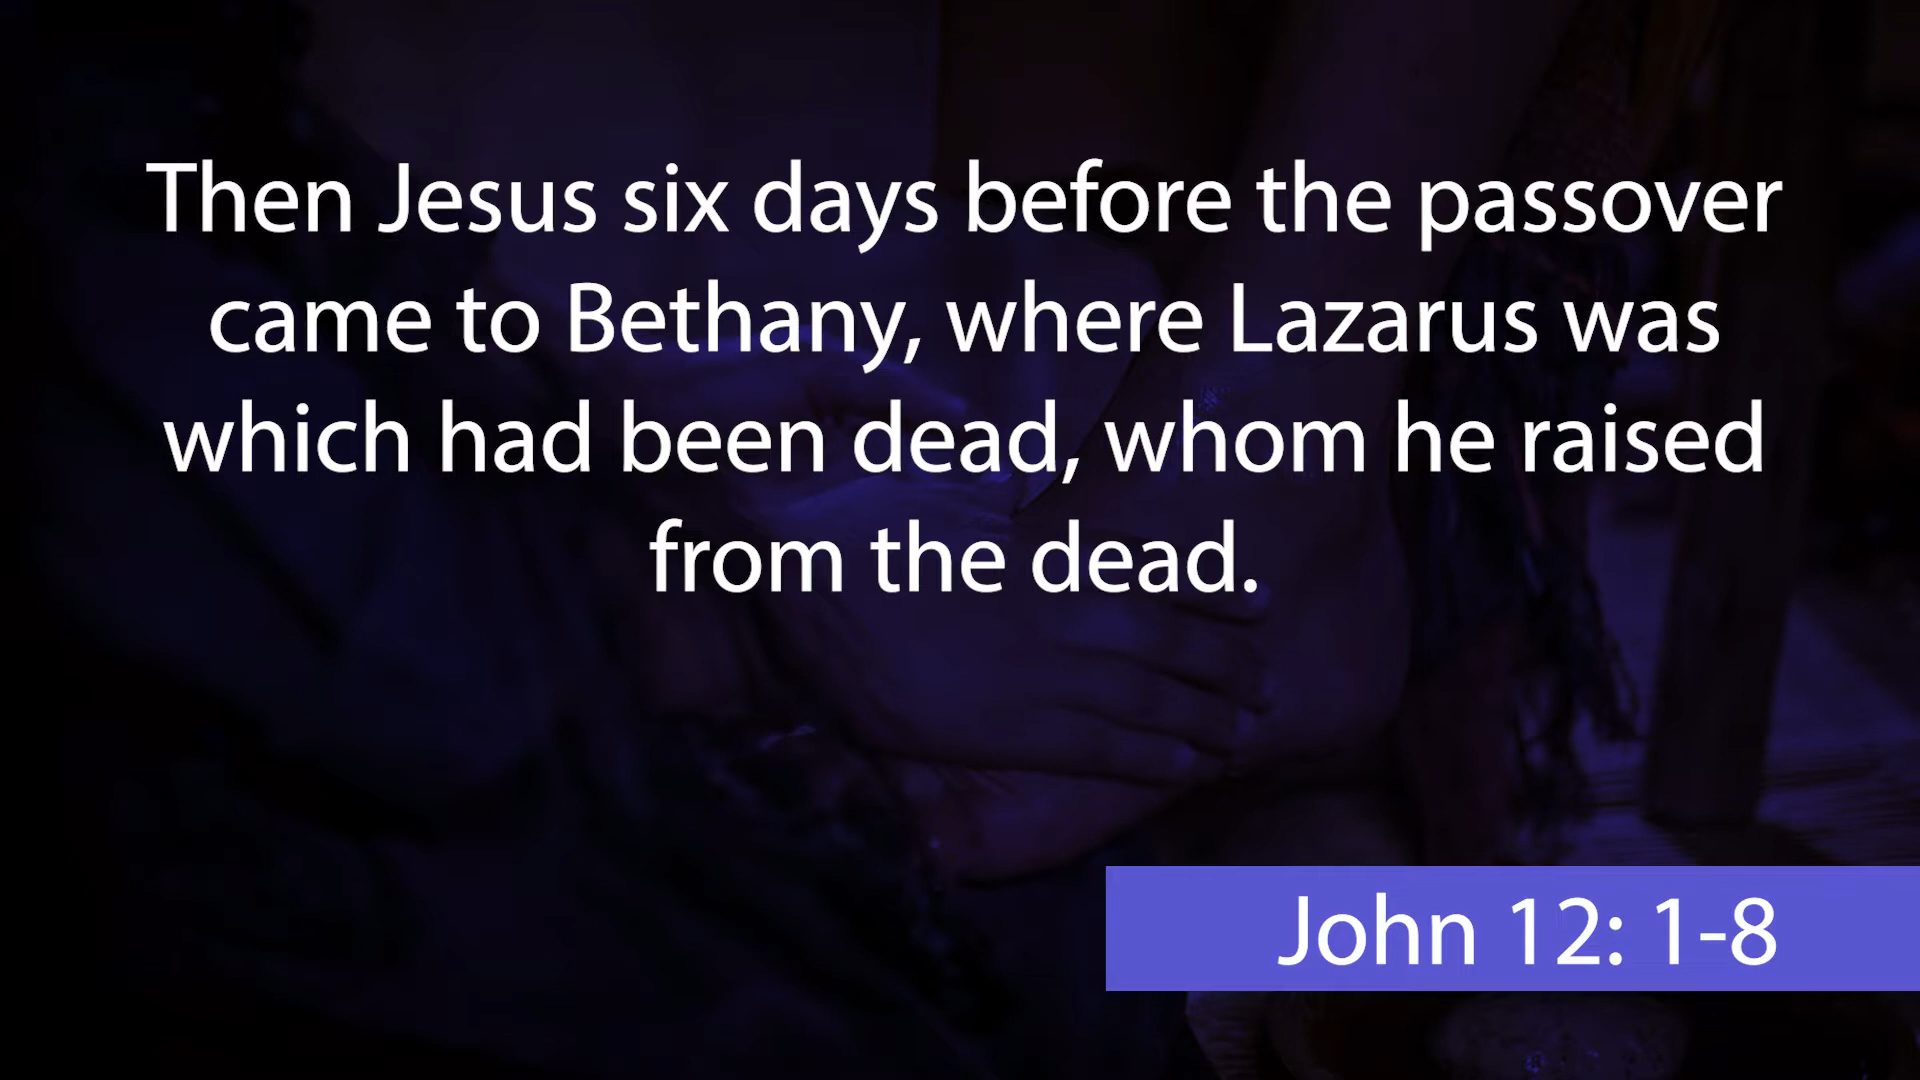 Then Jesus six days before the passover
came to Bethany, where Lazarus was
which had been dead, whom he raised
from the dead.
John 12: 1-8